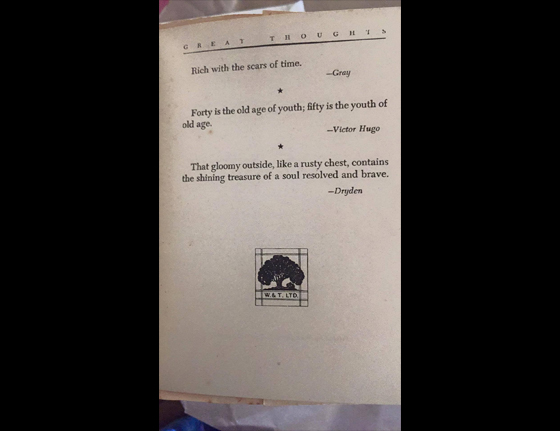 GREAT THOUGHTS
Rich with the scars of time.
—Gray
★
Forty is the old age of youth; fifty is the youth of
old age.
—Victor Hugo
★
That gloomy outside, like a rusty chest, contains
the shining treasure of a soul resolved and brave.
—Dryden
W. & T. LTD.